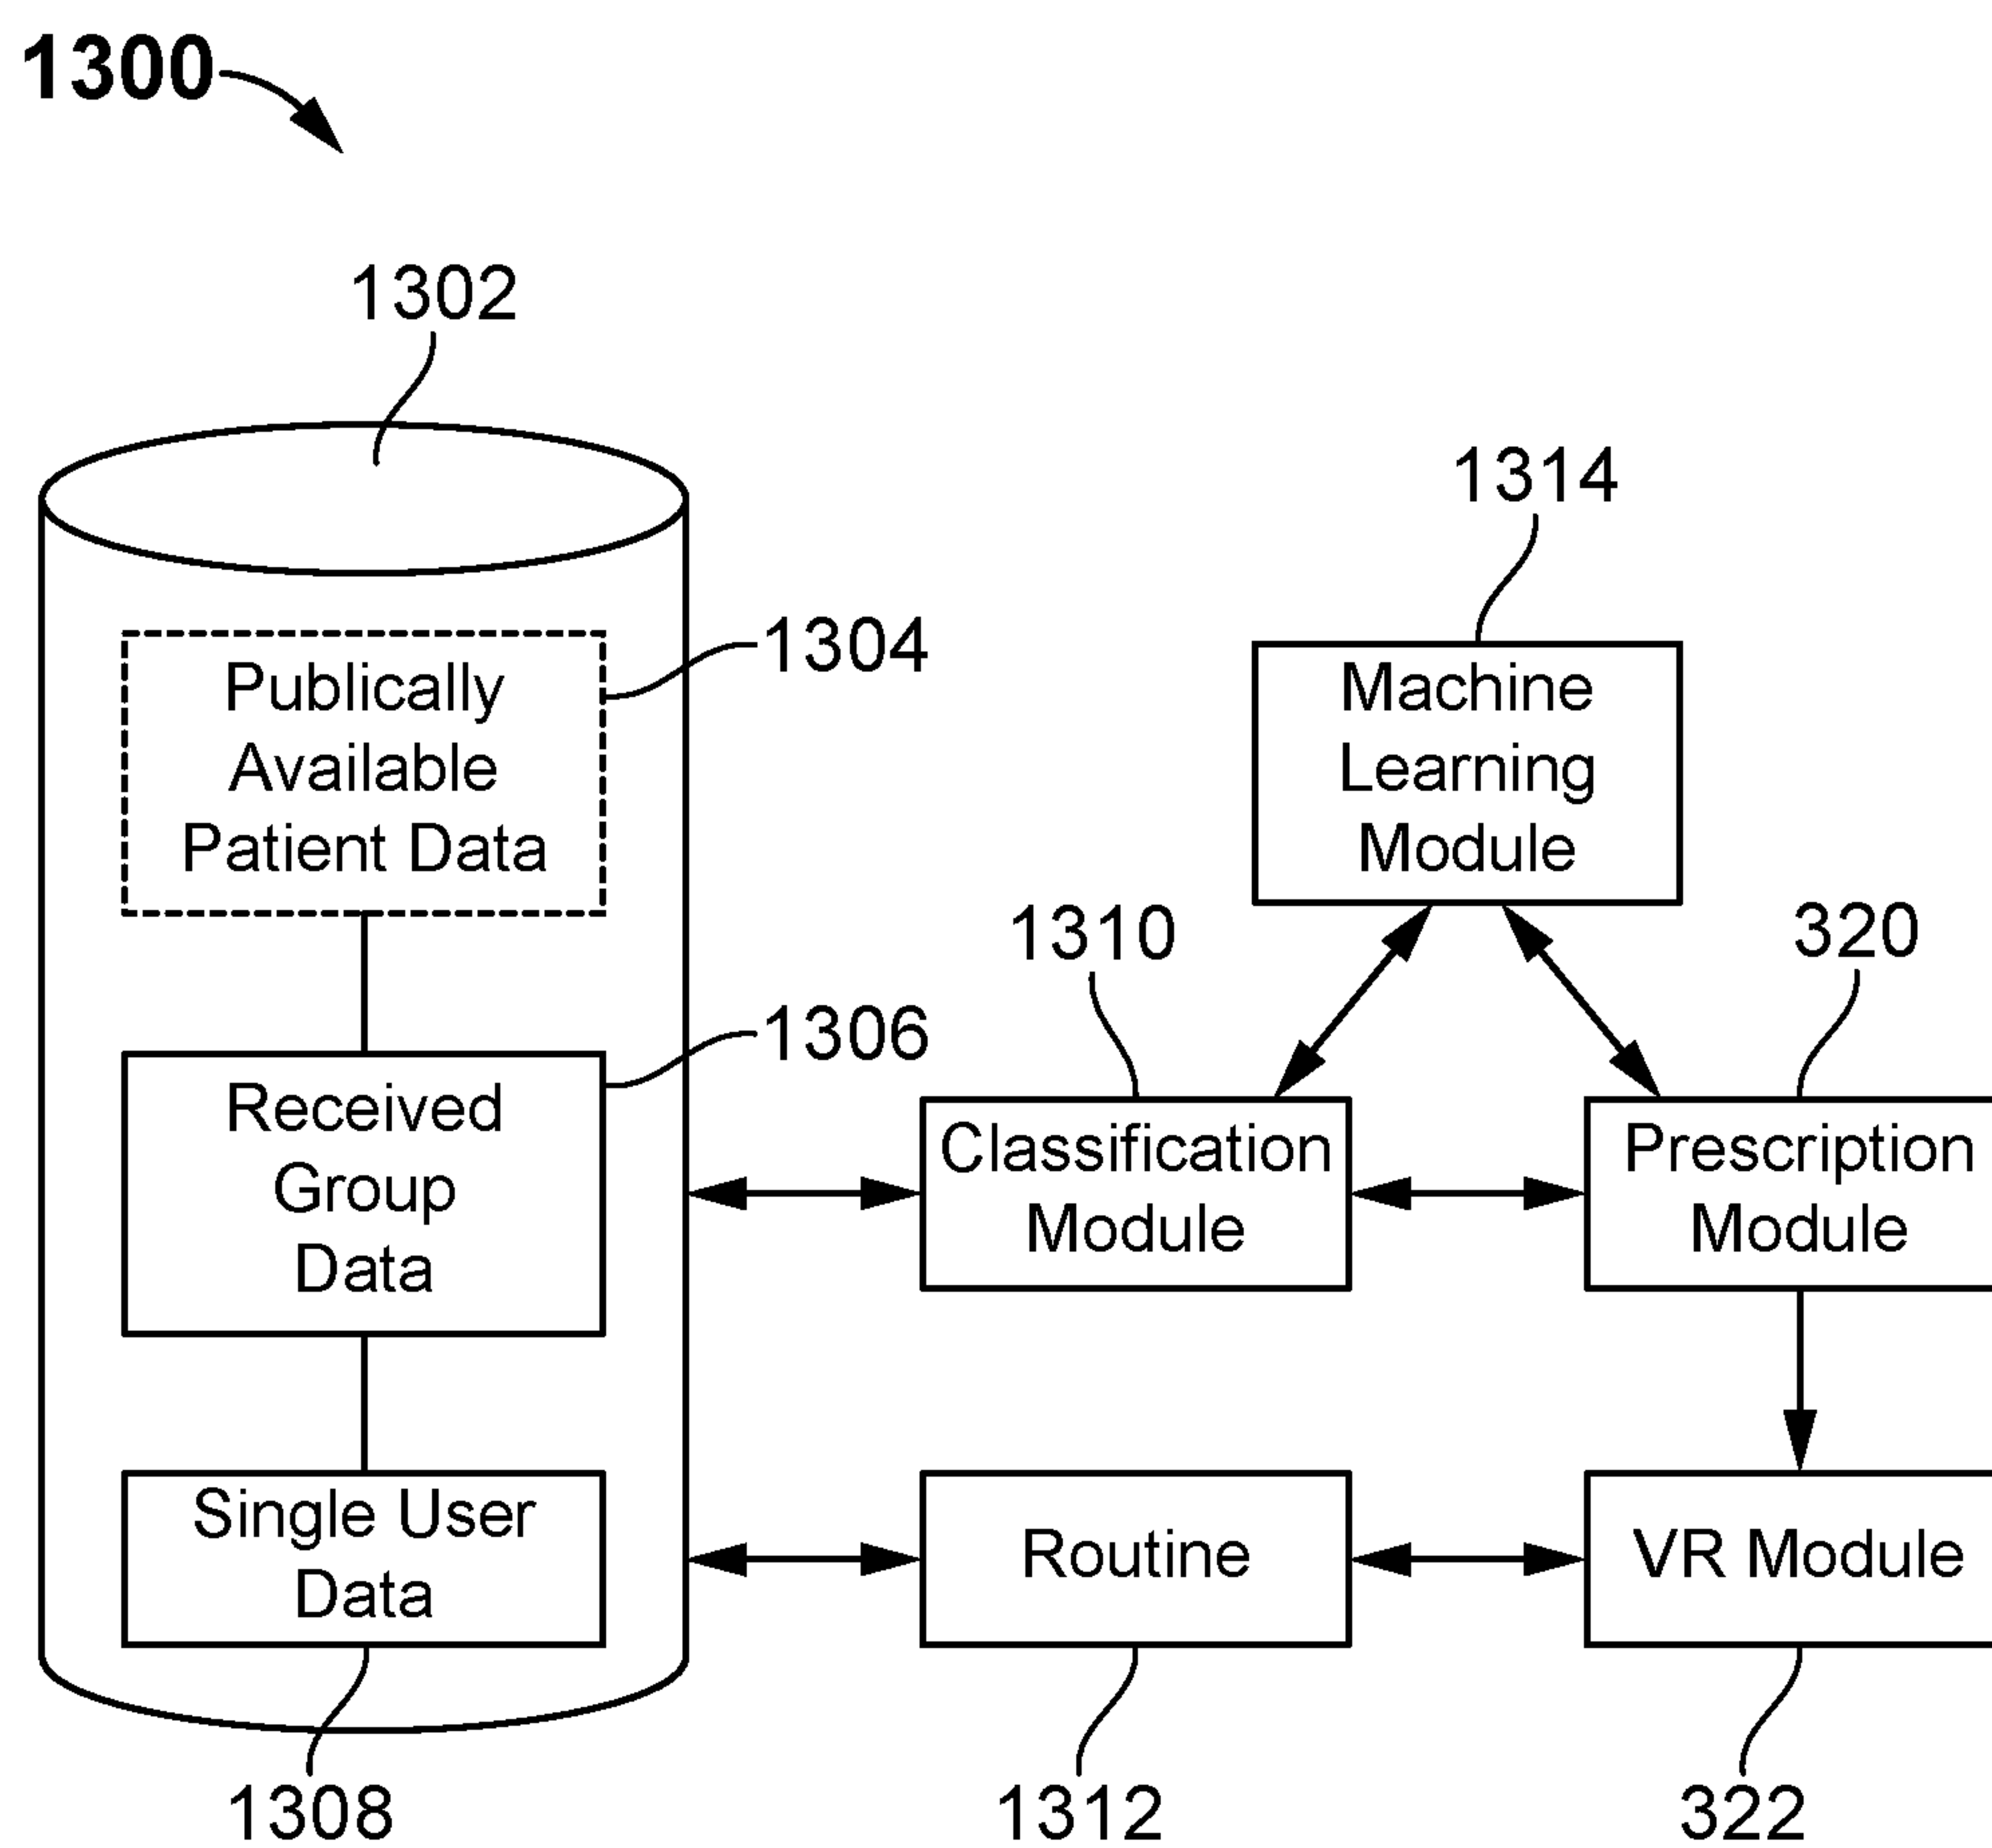 1300
1302
1314
Publically
Available
Patient Data
1304
Machine
Learning
Module
1310
320
Received
Group
Data
1306
Classification
Module
Prescription
Module
Single User
Data
Routine
VR Module
1308
1312
322